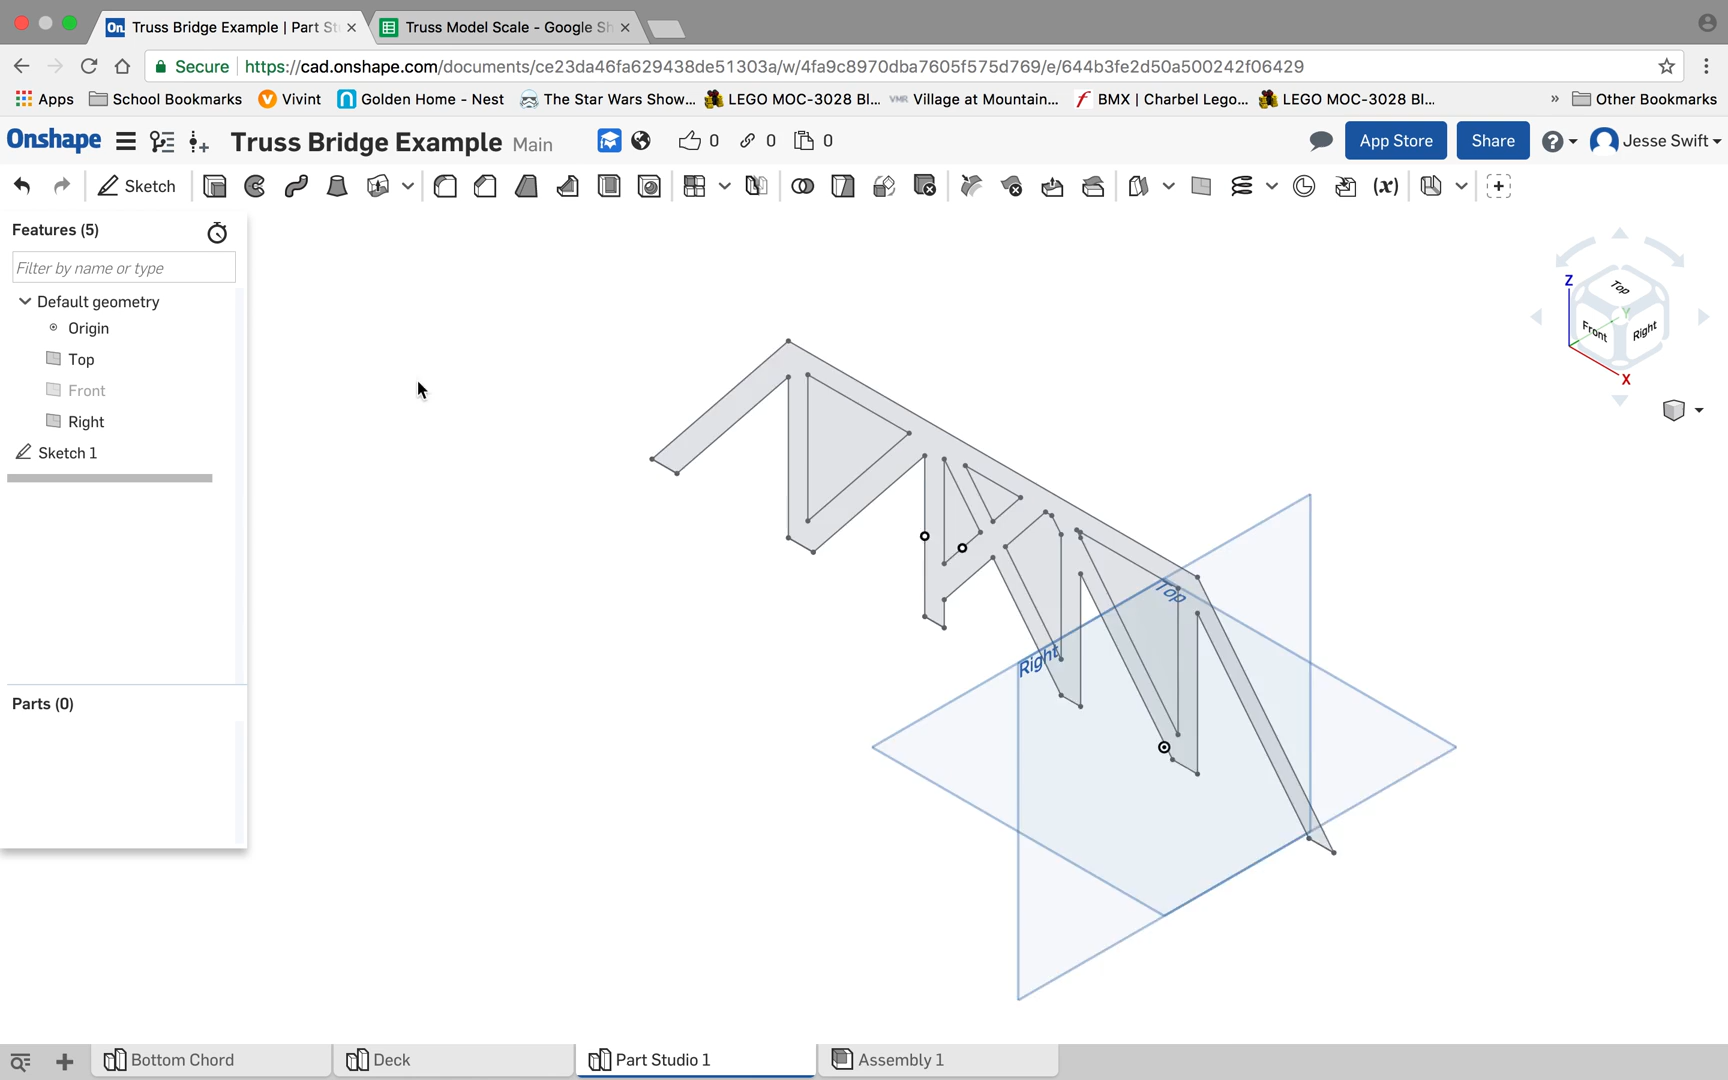 Truss Bridge Example | Part St
Truss Model Scale - Google Sh
Secure https://cad.onshape.com/documents/ce23da46fa629438de51303a/w/4fa9c8970dba7605f575d769/e/644b3fe2d50a500242f06429
Apps School Bookmarks Vivint Golden Home - Nest The Star Wars Show... LEGO MOC-3028 Bl... VMR Village at Mountain... BMX | Charbel Lego... LEGO MOC-3028 Bl... » Other Bookmarks
Onshape Truss Bridge Example Main 0 0 0 App Store Share Jesse Swift
Sketch (x)
Features (5)
Filter by name or type
Default geometry
Origin
Top
Front
Right
Sketch 1
Parts (0)
Z
Top
Y
Front
Right
X
Top
Right
Bottom Chord
Deck
Part Studio 1
Assembly 1